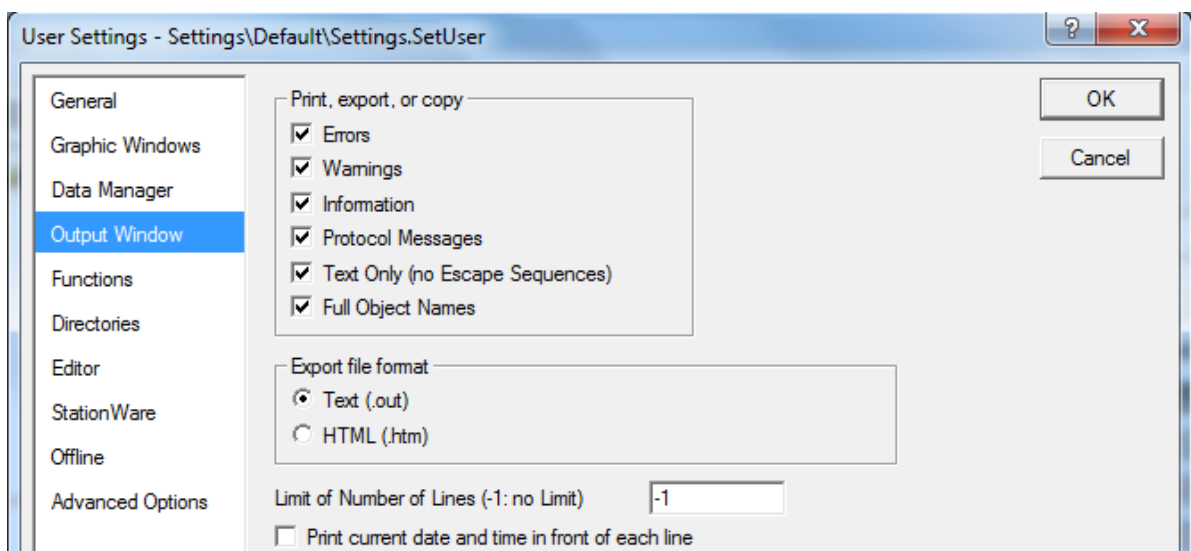 User Settings - Settings\Default\Settings.SetUser
?
X
General
Graphic Windows
Data Manager
Output Window
Functions
Directories
Editor
StationWare
Offline
Advanced Options
Print, export, or copy
Errors
Warnings
Information
Protocol Messages
Text Only (no Escape Sequences)
Full Object Names
Export file format
Text (.out)
HTML (.htm)
Limit of Number of Lines (-1: no Limit) -1
Print current date and time in front of each line
OK
Cancel